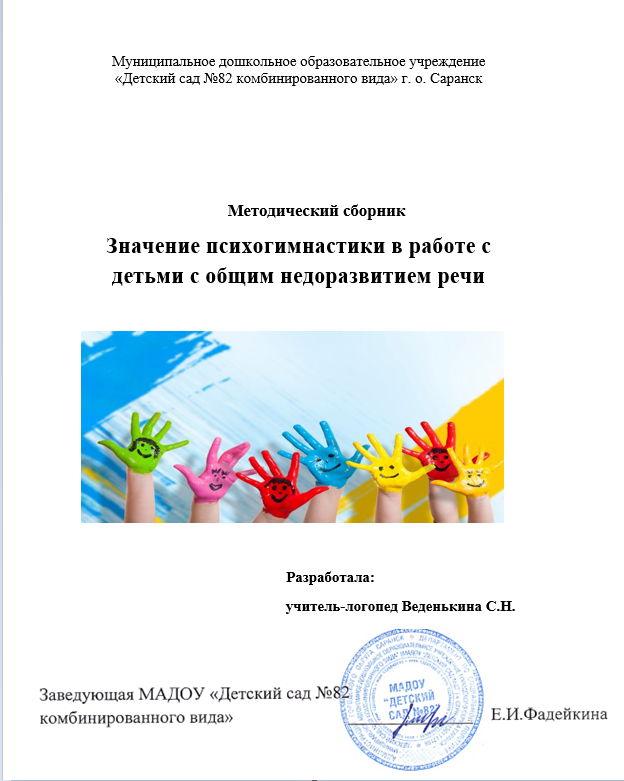 Муниципальное дошкольное образовательное учреждение
«Детский сад №82 комбинированного вида» г. о. Саранск
Методический сборник
Значение психогимнастики в работе с
детьми с общим недоразвитием речи
Разработала:
учитель-логопед Веденькина С.Н.
Заведующая МАДОУ «Детский сад №82
комбинированного вида»
Е.И.Фадейкина
МАДОУ
"ДЕТСКИЙ
САД №82"